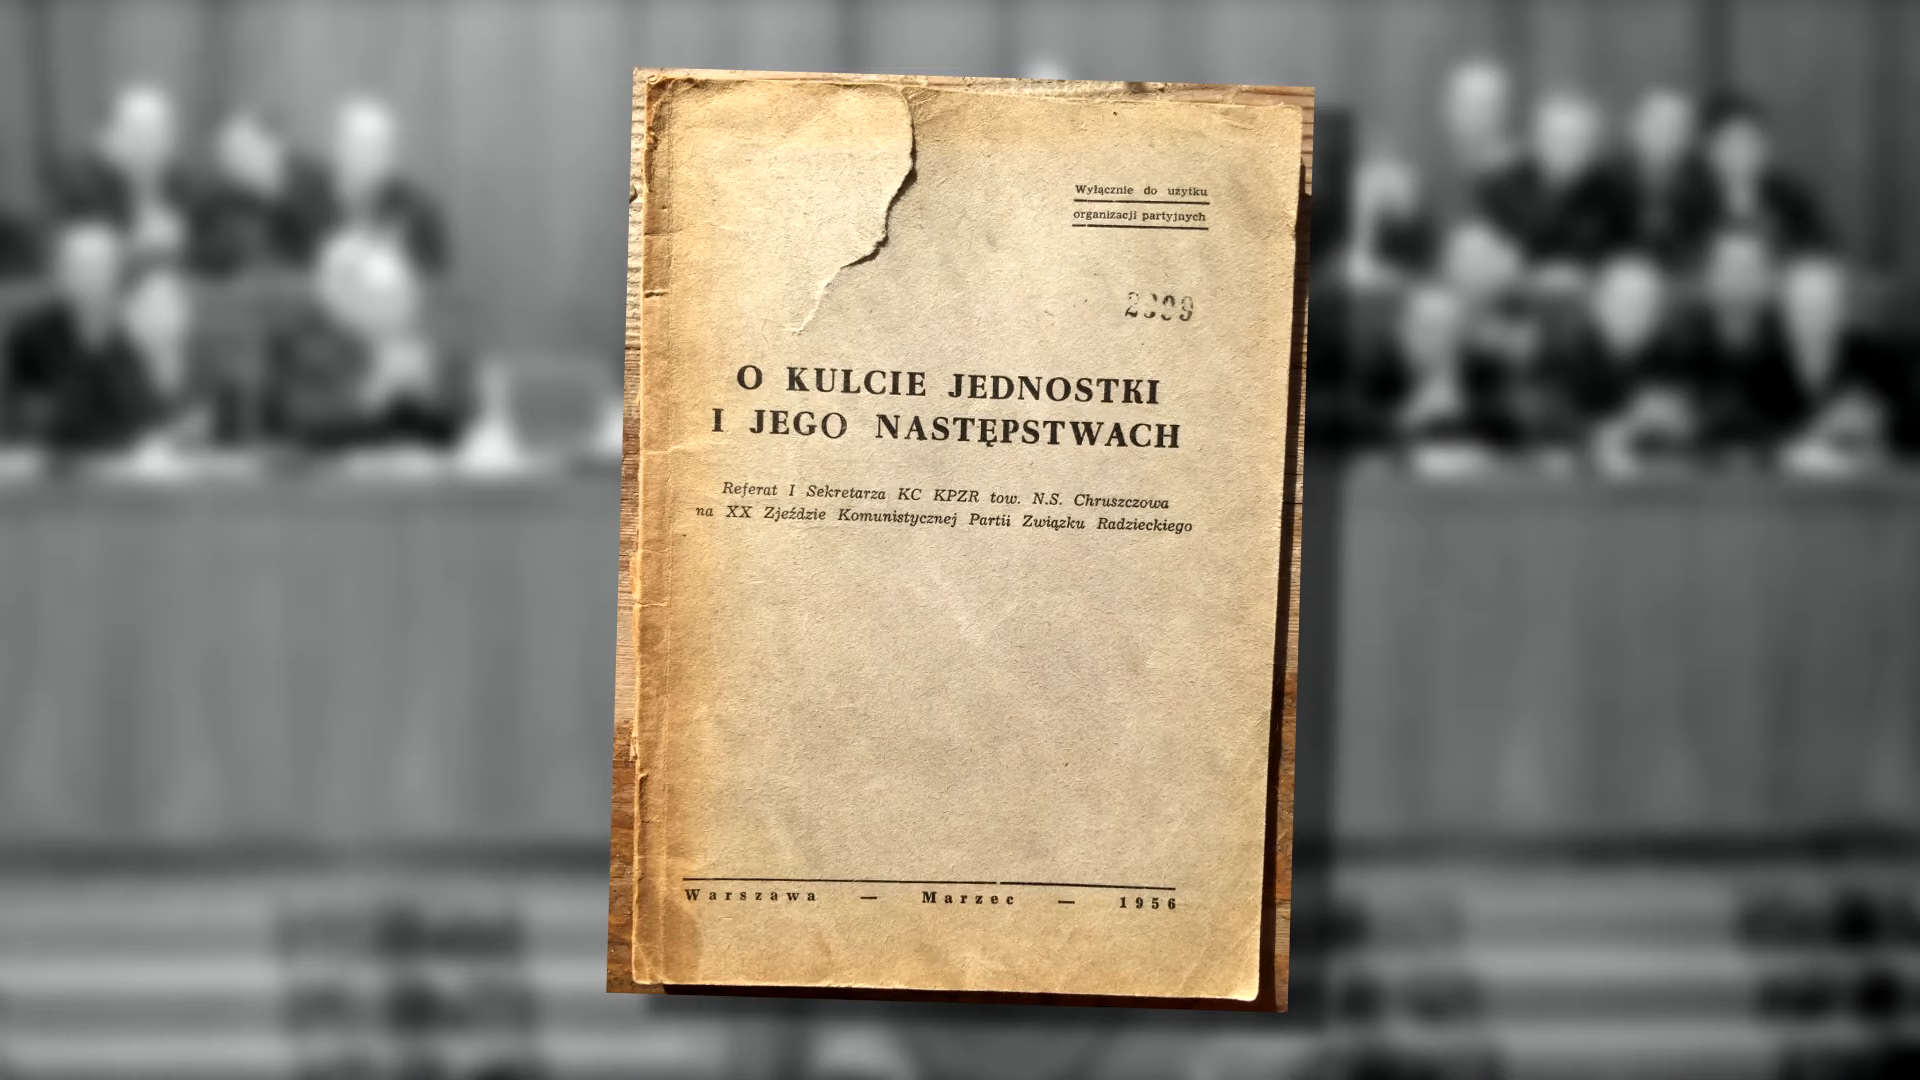 Wyłącznie do użytku
organizacji partyjnych
O KULCIE JEDNOSTKI
I JEGO NASTĘPSTWACH
Referat I Sekretarza KC KPZR tow. N.S. Chruszczowa
na XX Zjeździe Komunistycznej Partii Związku Radzieckiego
Warszawa — Marzec — 1956